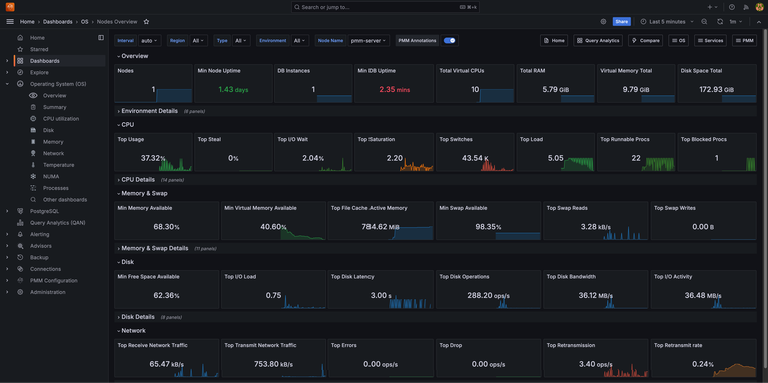 Search or jump to...
⌘+k
Home > Dashboards > OS > Nodes Overview
Share
Last 5 minutes
1m
Home
Starred
Dashboards
Explore
Operating System (OS)
Overview
Summary
CPU utilization
Disk
Memory
Network
Temperature
NUMA
Processes
Other dashboards
PostgreSQL
Query Analytics (QAN)
Alerting
Advisors
Backup
Connections
PMM Configuration
Administration
Interval auto Region All Type All Environment All Node Name pmm-server PMM Annotations
Home Query Analytics Compare OS Services PMM
Overview
Nodes Min Node Uptime DB Instances Min IDB Uptime Total Virtual CPUs Total RAM Virtual Memory Total Disk Space Total
1 1.43 days 1 2.35 mins 10 5.79 GiB 9.79 GiB 172.93 GiB
Environment Details (6 panels)
CPU
Top Usage Top Steal Top I/O Wait Top !Saturation Top Switches Top Load Top Runnable Procs Top Blocked Procs
37.32% 0% 2.04% 2.20 43.54 K 5.05 22 1
CPU Details (14 panels)
Memory & Swap
Min Memory Available Min Virtual Memory Available Top File Cache Active Memory Min Swap Available Top Swap Reads Top Swap Writes
68.30% 40.60% MiB 98.35% 3.28 kB/s 0.00 B
Memory & Swap Details (11 panels)
Disk
Min Free Space Available Top I/O Load Top Disk Latency Top Disk Operations Top Disk Bandwidth Top I/O Activity
62.36% 0.75 3.00 s 288.20 ops/s 36.12 MB/s 36.48 MB/s
Disk Details (8 panels)
Network
Top Receive Network Traffic Top Transmit Network Traffic Top Errors Top Drop Top Retransmission Top Retransmit rate
65.47 kB/s 753.80 kB/s 0.00 ops/s 0.00 ops/s 3.40 ops/s 0.24%